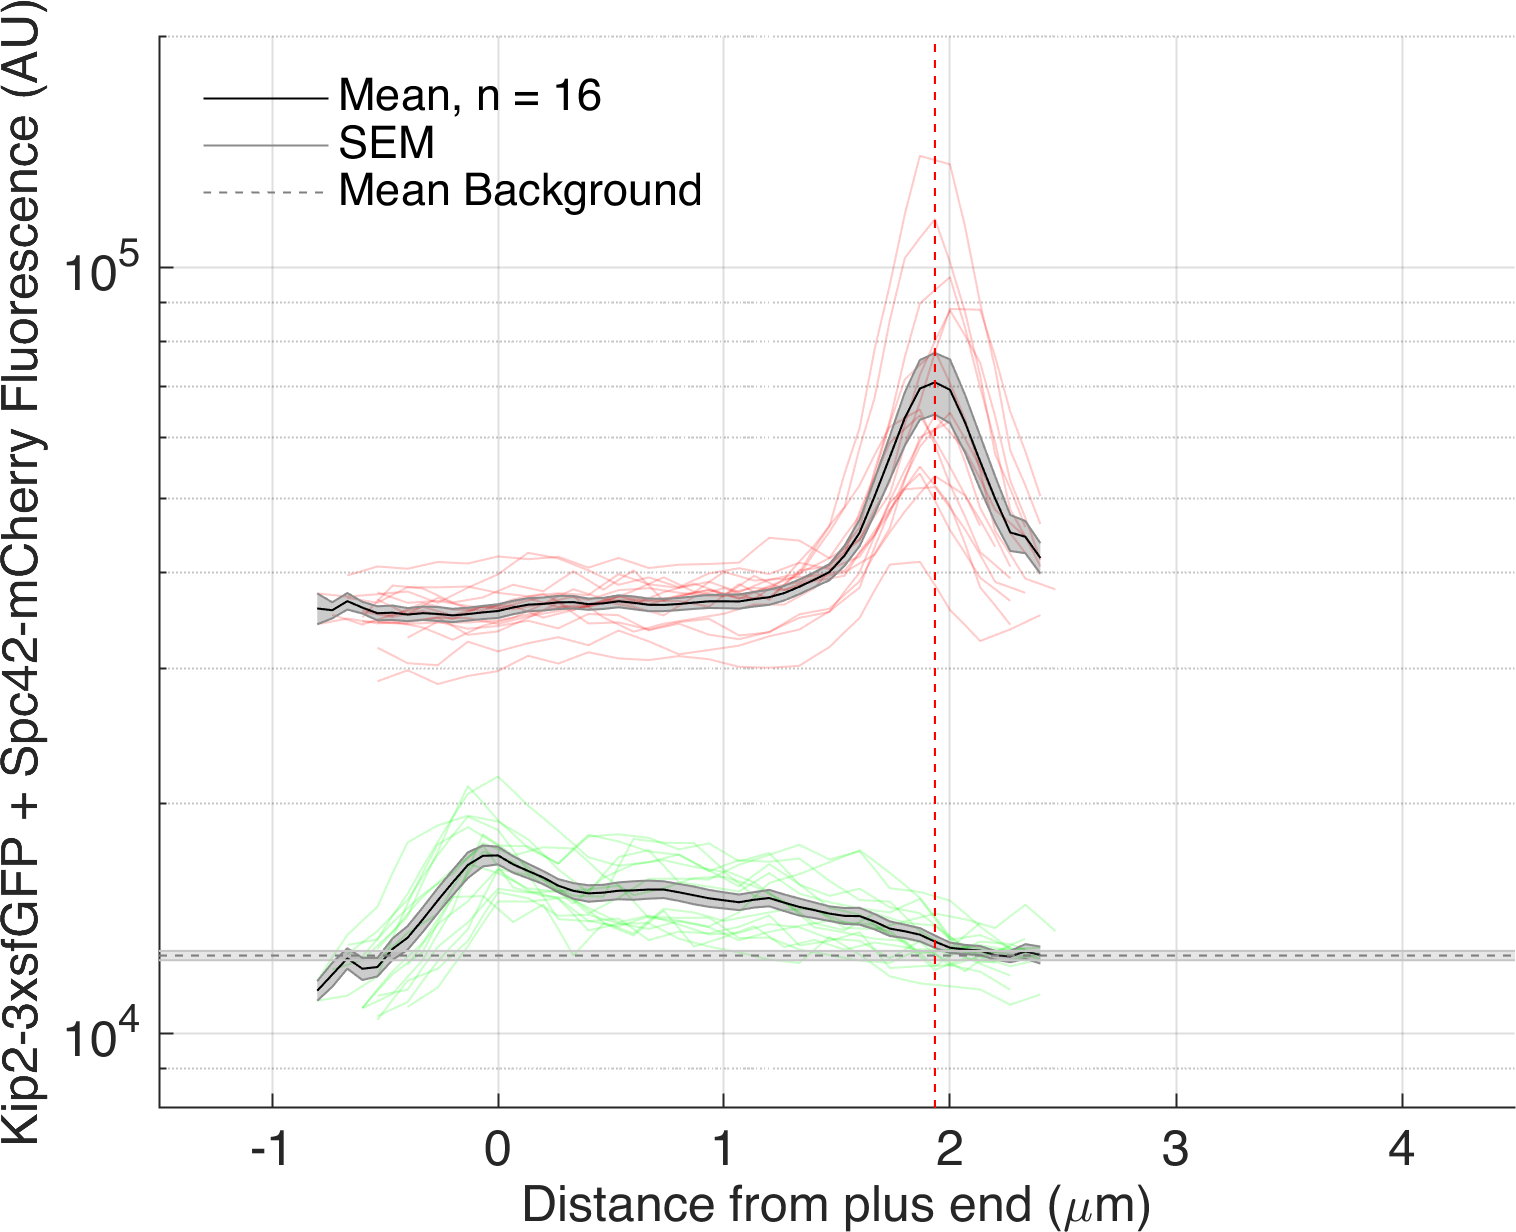 Kip2-3xsfGFP + Spc42-mCherry Fluorescence (AU)
Mean, n = 16
SEM
Mean Background
10^5
10^4
-1 0 1 2 3 4
Distance from plus end (μm)